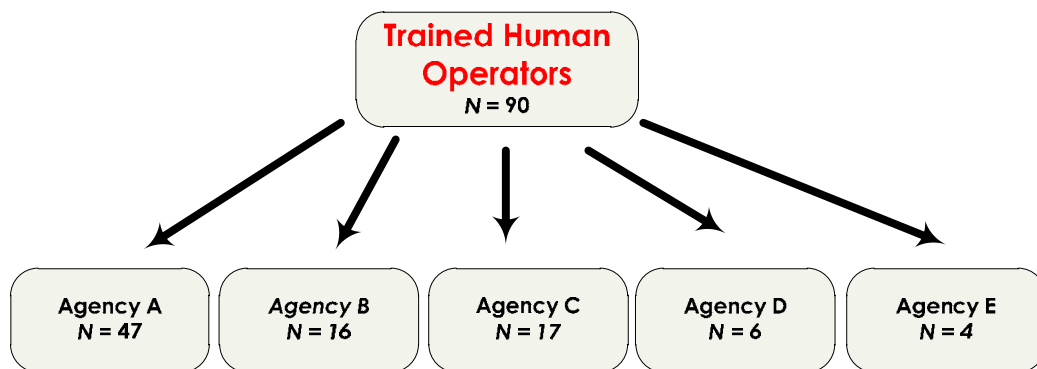 Trained Human
Operators
N = 90
Agency A
N = 47
Agency B
N = 16
Agency C
N = 17
Agency D
N = 6
Agency E
N = 4